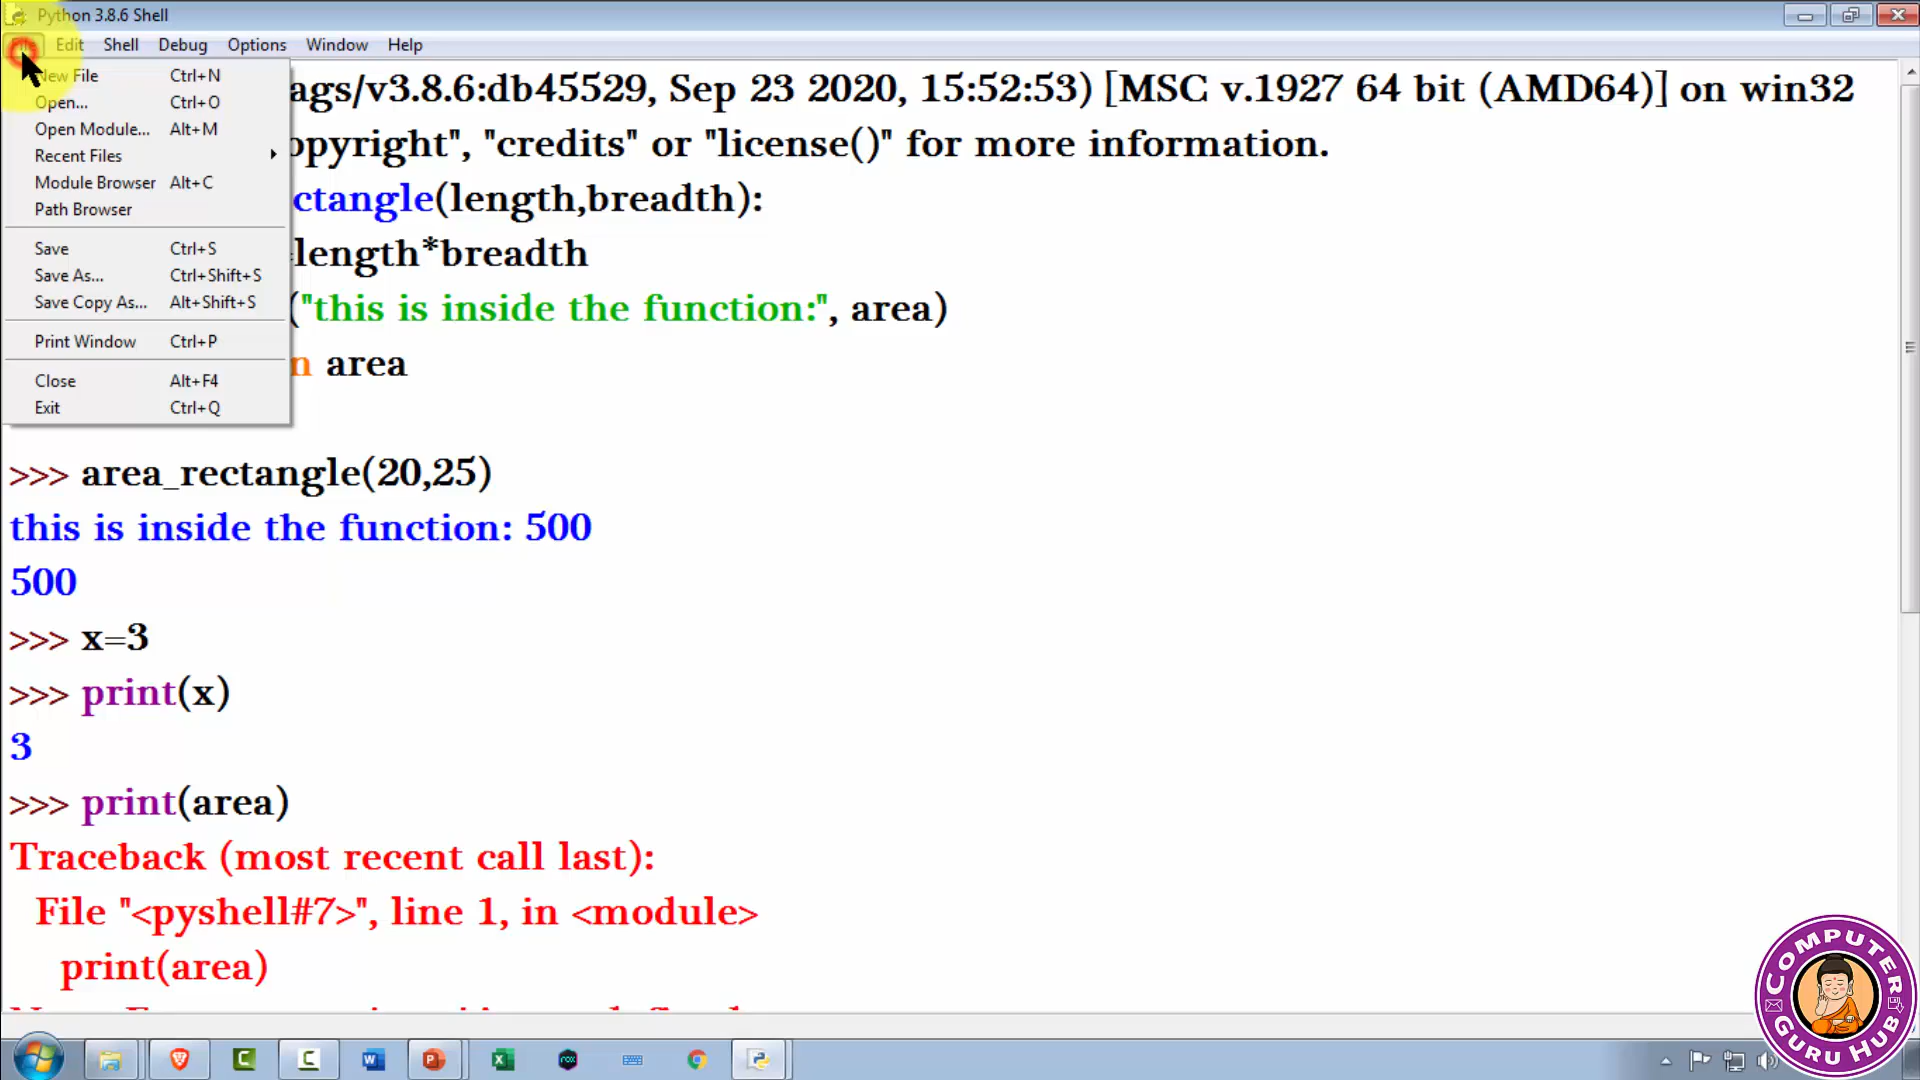 Python 3.8.6 Shell
Edit Shell Debug Options Window Help
New File Ctrl+N
Open... Ctrl+O
Open Module... Alt+M
Recent Files
Module Browser Alt+C
Path Browser
Save Ctrl+S
Save As... Ctrl+Shift+S
Save Copy As... Alt+Shift+S
Print Window Ctrl+P
Close Alt+F4
Exit Ctrl+Q
ags/v3.8.6:db45529, Sep 23 2020, 15:52:53) [MSC v.1927 64 bit (AMD64)] on win32
opyright", "credits" or "license()" for more information.
ctangle(length,breadth):
length*breadth
("this is inside the function:", area)
n area
>>> area_rectangle(20,25)
this is inside the function: 500
500
>>> x=3
>>> print(x)
3
>>> print(area)
Traceback (most recent call last):
File "<pyshell#7>", line 1, in <module>
print(area)
COMPUTER
GURU HUB